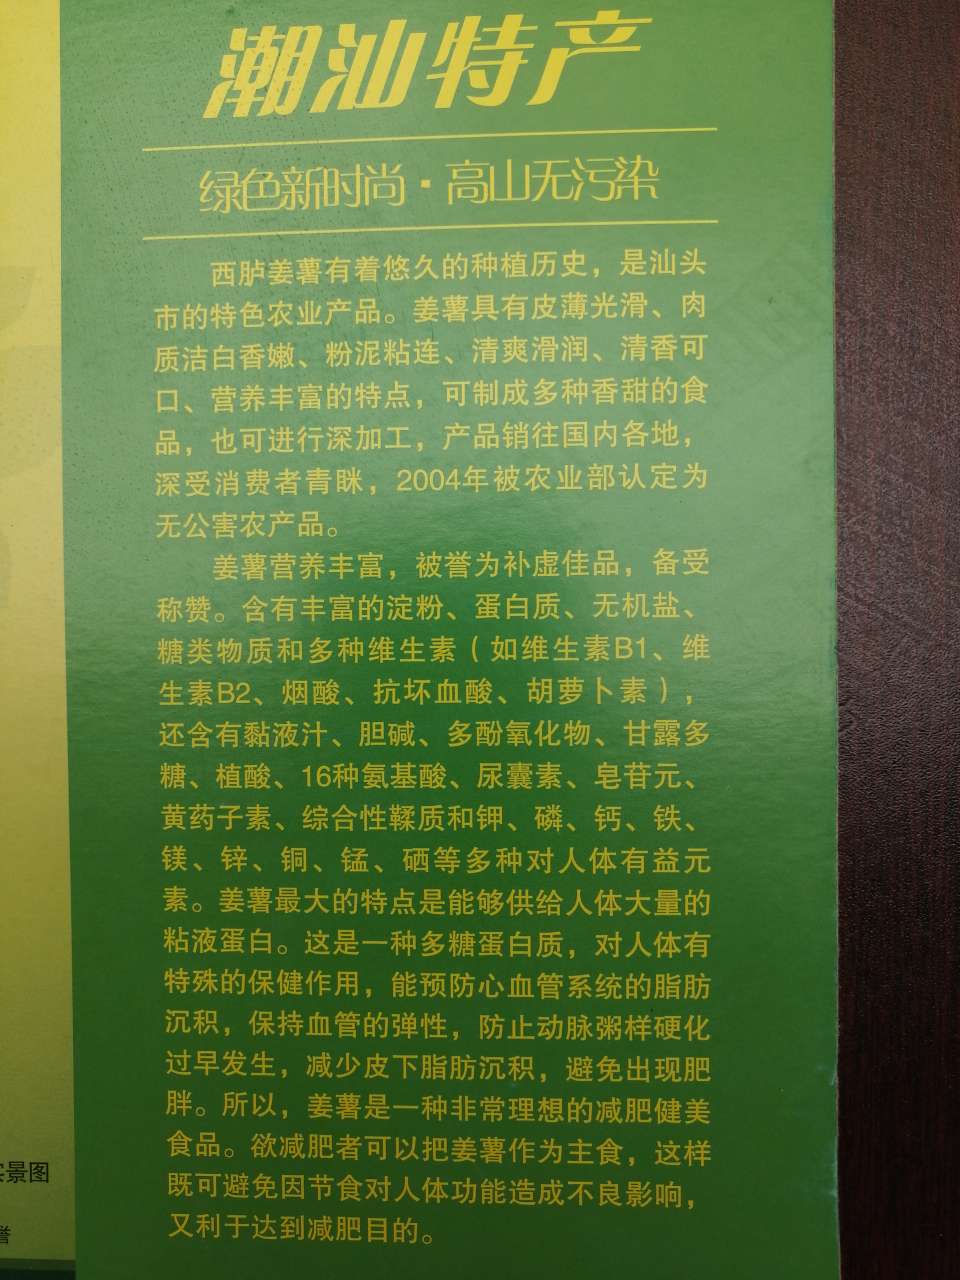 潮汕特产
绿色新时尚·高山无污染
西胪姜薯有着悠久的种植历史，是汕头
市的特色农业产品。姜薯具有皮薄光滑、肉
质洁白香嫩、粉泥粘连、清爽滑润、清香可
口、营养丰富的特点，可制成多种香甜的食
品，也可进行深加工，产品销往国内各地，
深受消费者青睐，2004年被农业部认定为
无公害农产品。
姜薯营养丰富，被誉为补虚佳品，备受
称赞。含有丰富的淀粉、蛋白质、无机盐、
糖类物质和多种维生素（如维生素B1、维
生素B2、烟酸、抗坏血酸、胡萝卜素），
还含有黏液汁、胆碱、多酚氧化物、甘露多
糖、植酸、16种氨基酸、尿囊素、皂苷元、
黄药子素、综合性鞣质和钾、磷、钙、铁、
镁、锌、铜、锰、硒等多种对人体有益元
素。姜薯最大的特点是能够供给人体大量的
粘液蛋白。这是一种多糖蛋白质，对人体有
特殊的保健作用，能预防心血管系统的脂肪
沉积，保持血管的弹性，防止动脉粥样硬化
过早发生，减少皮下脂肪沉积，避免出现肥
胖。所以，姜薯是一种非常理想的减肥健美
食品。欲减肥者可以把姜薯作为主食，这样
既可避免因节食对人体功能造成不良影响，
又利于达到减肥目的。
实景图